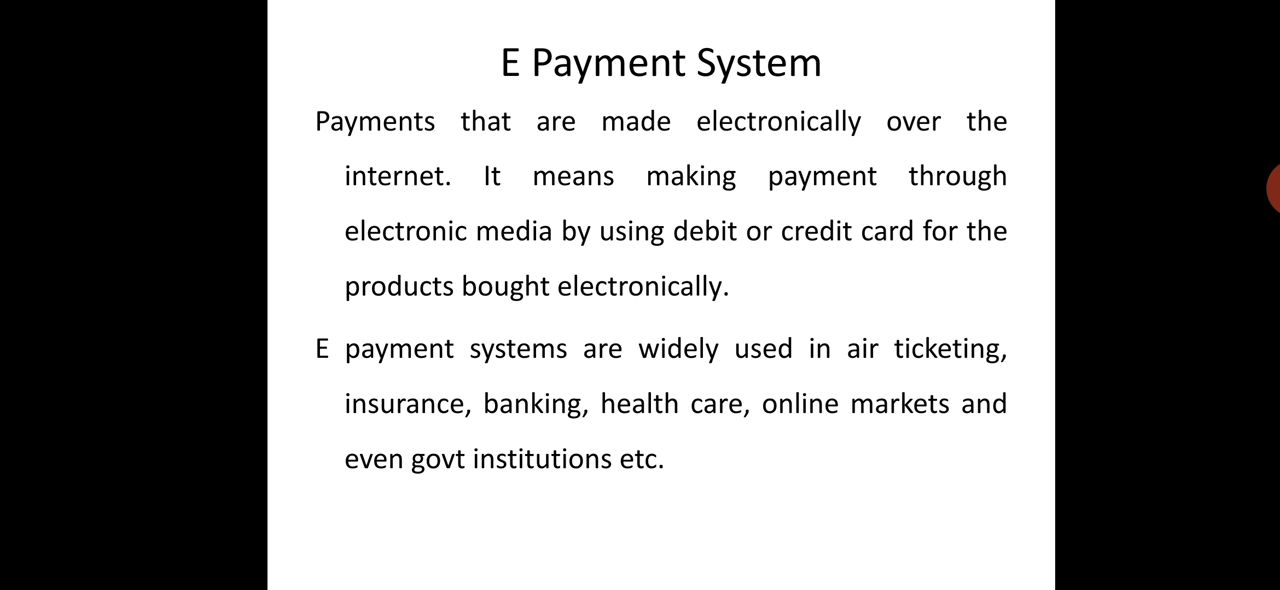 E Payment System
Payments that are made electronically over the
internet. It means making payment through
electronic media by using debit or credit card for the
products bought electronically.
E payment systems are widely used in air ticketing,
insurance, banking, health care, online markets and
even govt institutions etc.